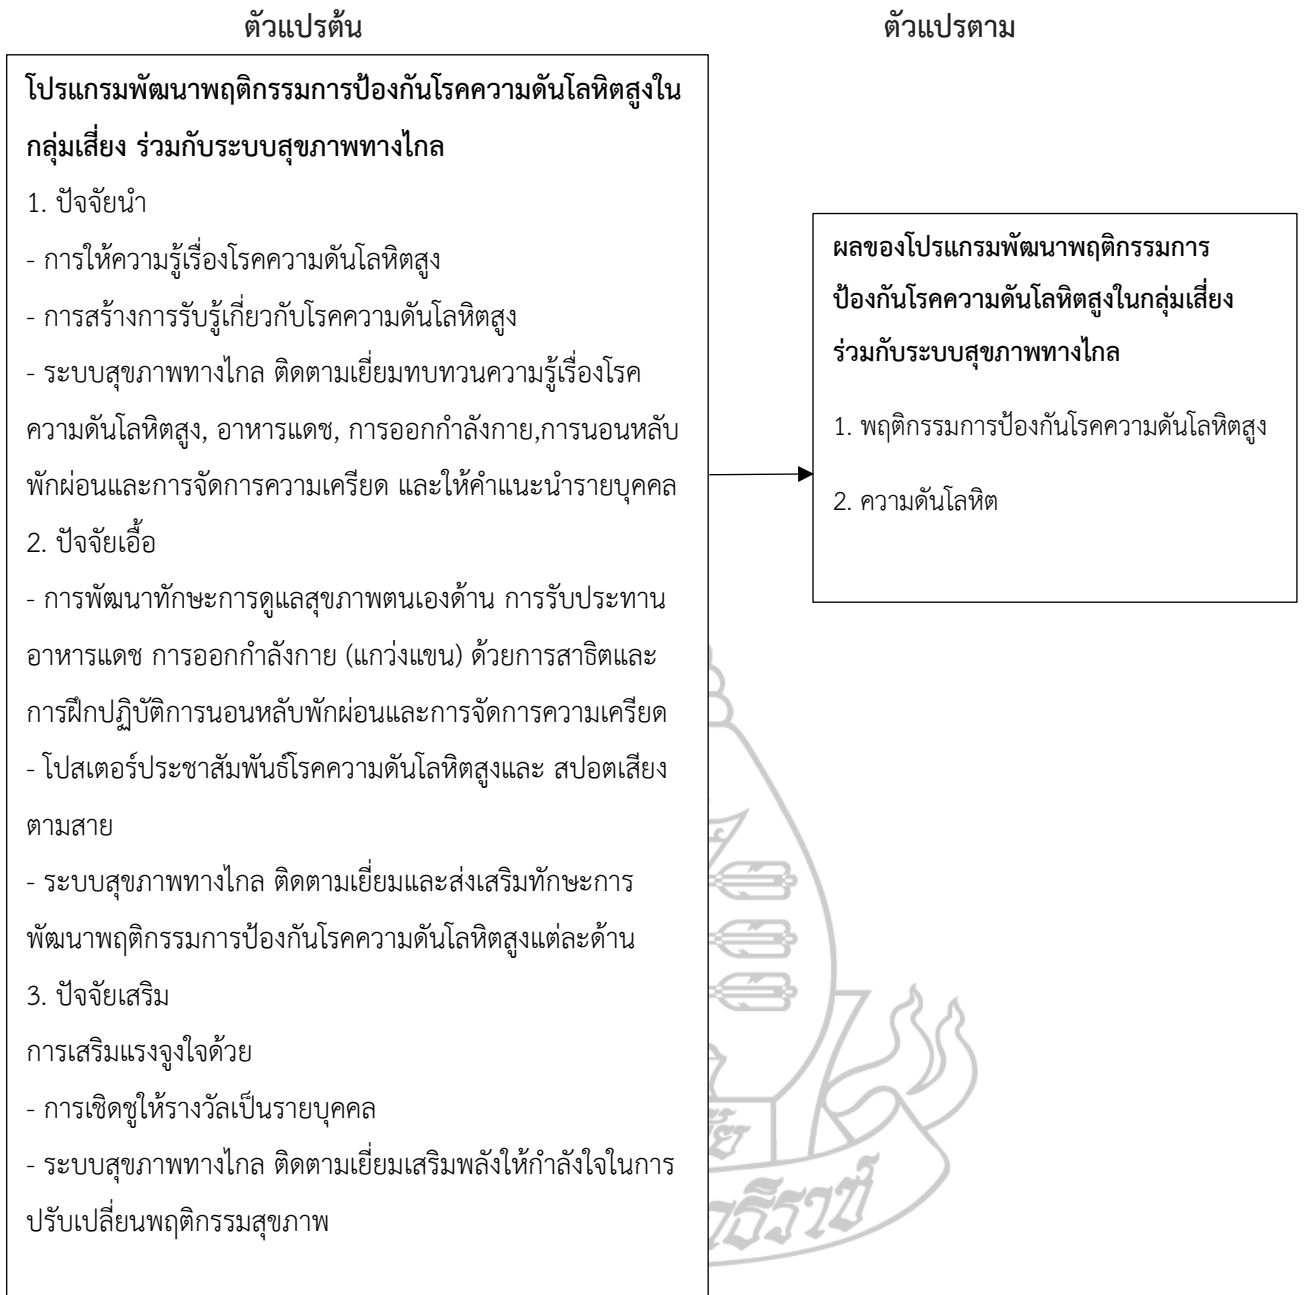 ตัวแปรต้น
ตัวแปรตาม
โปรแกรมพัฒนาพฤติกรรมการป้องกันโรคความดันโลหิตสูงใน
กลุ่มเสี่ยง ร่วมกับระบบสุขภาพทางไกล
1. ปัจจัยนำ
- การให้ความรู้เรื่องโรคความดันโลหิตสูง
- การสร้างการรับรู้เกี่ยวกับโรคความดันโลหิตสูง
- ระบบสุขภาพทางไกล ติดตามเยี่ยมทบทวนความรู้เรื่องโรค
ความดันโลหิตสูง, อาหารแดช, การออกกำลังกาย,การนอนหลับ
พักผ่อนและการจัดการความเครียด และให้คำแนะนำรายบุคคล
2. ปัจจัยเอื้อ
- การพัฒนาทักษะการดูแลสุขภาพตนเองด้าน การรับประทาน
อาหารแดช การออกกำลังกาย (แกว่งแขน) ด้วยการสาธิตและ
การฝึกปฏิบัติการนอนหลับพักผ่อนและการจัดการความเครียด
- โปสเตอร์ประชาสัมพันธ์โรคความดันโลหิตสูงและ สปอตเสียง
ตามสาย
- ระบบสุขภาพทางไกล ติดตามเยี่ยมและส่งเสริมทักษะการ
พัฒนาพฤติกรรมการป้องกันโรคความดันโลหิตสูงแต่ละด้าน
3. ปัจจัยเสริม
การเสริมแรงจูงใจด้วย
- การเชิดชูให้รางวัลเป็นรายบุคคล
- ระบบสุขภาพทางไกล ติดตามเยี่ยมเสริมพลังให้กำลังใจในการ
ปรับเปลี่ยนพฤติกรรมสุขภาพ
ผลของโปรแกรมพัฒนาพฤติกรรมการ
ป้องกันโรคความดันโลหิตสูงในกลุ่มเสี่ยง
ร่วมกับระบบสุขภาพทางไกล
1. พฤติกรรมการป้องกันโรคความดันโลหิตสูง
2. ความดันโลหิต